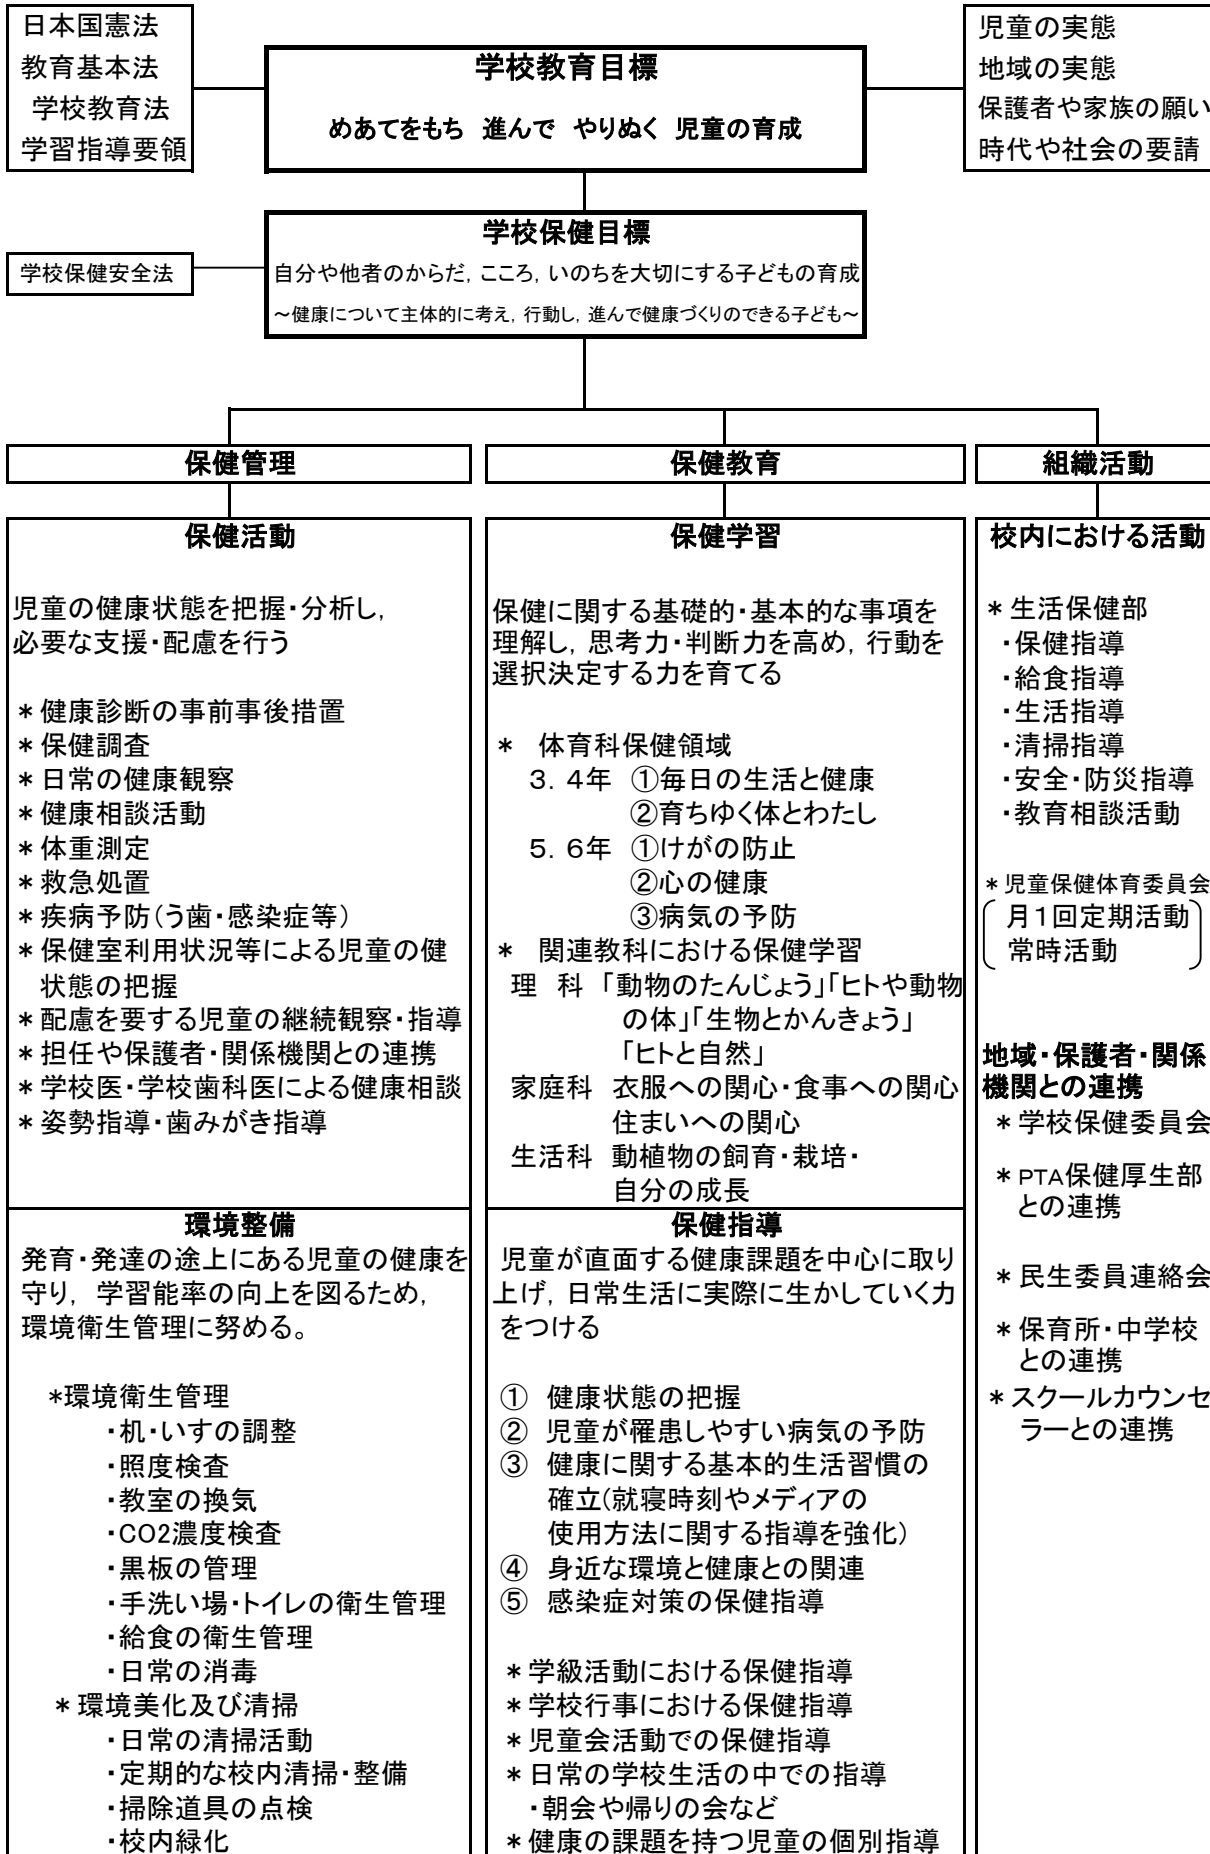 日本国憲法
教育基本法
学校教育法
学習指導要領
学校教育目標
めあてをもち 進んで やりぬく 児童の育成
児童の実態
地域の実態
保護者や家族の願い
時代や社会の要請
学校保健安全法
学校保健目標
自分や他者のからだ, こころ, いのちを大切にする子どもの育成
～健康について主体的に考え, 行動し, 進んで健康づくりのできる子ども～
保健管理
保健活動
児童の健康状態を把握・分析し,
必要な支援・配慮を行う
* 健康診断の事前事後措置
* 保健調査
* 日常の健康観察
* 健康相談活動
* 体重測定
* 救急処置
* 疾病予防(う歯・感染症等)
* 保健室利用状況等による児童の健
状態の把握
* 配慮を要する児童の継続観察・指導
* 担任や保護者・関係機関との連携
* 学校医・学校歯科医による健康相談
* 姿勢指導・歯みがき指導
環境整備
発育・発達の途上にある児童の健康を
守り, 学習能率の向上を図るため,
環境衛生管理に努める。
*環境衛生管理
・机・いすの調整
・照度検査
・教室の換気
・CO2濃度検査
・黒板の管理
・手洗い場・トイレの衛生管理
・給食の衛生管理
・日常の消毒
* 環境美化及び清掃
・日常の清掃活動
・定期的な校内清掃・整備
・掃除道具の点検
・校内緑化
保健教育
保健学習
保健に関する基礎的・基本的な事項を
理解し, 思考力・判断力を高め, 行動を
選択決定する力を育てる
* 体育科保健領域
3. 4年 ①毎日の生活と健康
②育ちゆく体とわたし
5. 6年 ①けがの防止
②心の健康
③病気の予防
* 関連教科における保健学習
理 科 「動物のたんじょう」「ヒトや動物
の体」「生物とかんきょう」
「ヒトと自然」
家庭科 衣服への関心・食事への関心
住まいへの関心
生活科 動植物の飼育・栽培・
自分の成長
保健指導
児童が直面する健康課題を中心に取り
上げ, 日常生活に実際に生かしていく力
をつける
① 健康状態の把握
② 児童が罹患しやすい病気の予防
③ 健康に関する基本的生活習慣の
確立(就寝時刻やメディアの
使用方法に関する指導を強化)
④ 身近な環境と健康との関連
⑤ 感染症対策の保健指導
* 学級活動における保健指導
* 学校行事における保健指導
* 児童会活動での保健指導
* 日常の学校生活の中での指導
・朝会や帰りの会など
* 健康の課題を持つ児童の個別指導
組織活動
校内における活動
* 生活保健部
・保健指導
・給食指導
・生活指導
・清掃指導
・安全・防災指導
・教育相談活動
* 児童保健体育委員会
月1回定期活動
常時活動
地域・保護者・関係
機関との連携
* 学校保健委員会
* PTA保健厚生部
との連携
* 民生委員連絡会
* 保育所・中学校
との連携
* スクールカウンセ
ラーとの連携